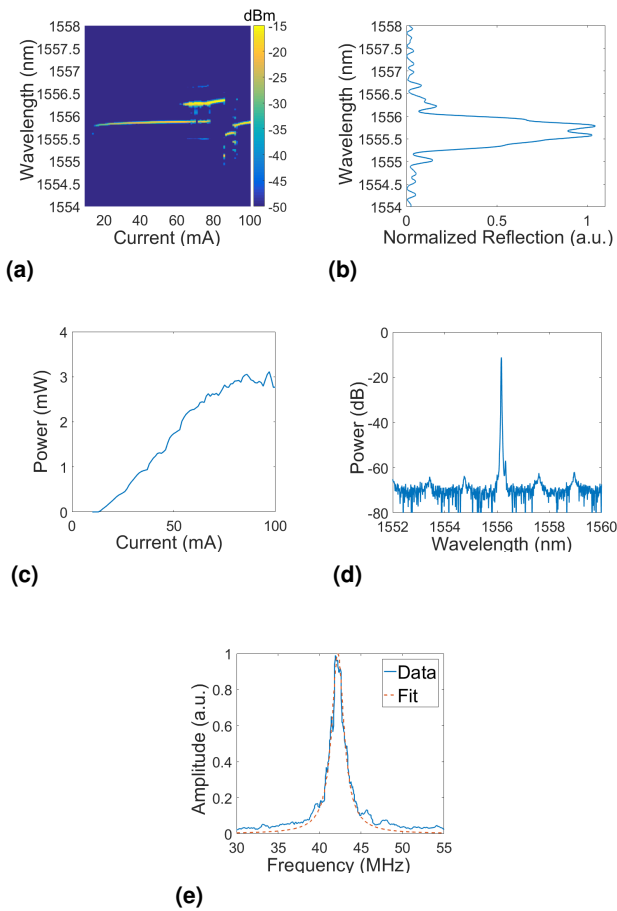 dBm
1558
1557.5
1557
1556.5
1556
1555.5
1555
1554.5
1554
Wavelength (nm)
20 40 60 80 100
Current (mA)
-15
-20
-25
-30
-35
-40
-45
-50
(a)
1558
1557.5
1557
1556.5
1556
1555.5
1555
1554.5
1554
Wavelength (nm)
0 0.5 1
Normalized Reflection (a.u.)
(b)
4
3
2
1
0
Power (mW)
0 50 100
Current (mA)
(c)
0
-20
-40
-60
-80
Power (dB)
1552 1554 1556 1558 1560
Wavelength (nm)
(d)
1
0.8
0.6
0.4
0.2
0
Amplitude (a.u.)
Data
Fit
30 35 40 45 50 55
Frequency (MHz)
(e)